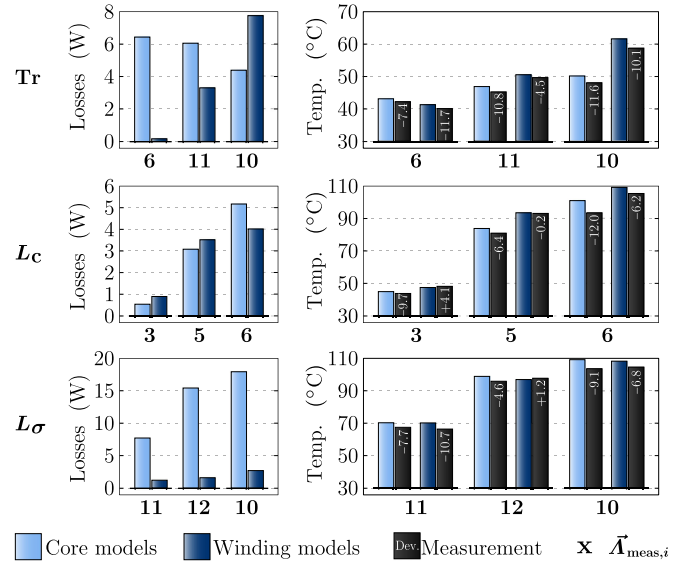 8
6
4
2
0
Losses (W)
Tr
6 11 10
70
60
50
40
30
Temp. (°C)
−7.4 −11.7 −10.8 −4.5 −11.6 −10.1
6 11 10
6
5
4
3
2
1
0
Losses (W)
L_C
3 5 6
110
90
70
50
30
Temp. (°C)
−9.7 +4.1 −6.4 −0.2 −12.0 −6.2
3 5 6
20
15
10
5
0
Losses (W)
L_σ
11 12 10
110
90
70
50
30
Temp. (°C)
−7.7 −10.7 −4.6 +1.2 −9.1 −6.8
11 12 10
Core models Winding models Dev. Measurement x Λ⃗_meas,i